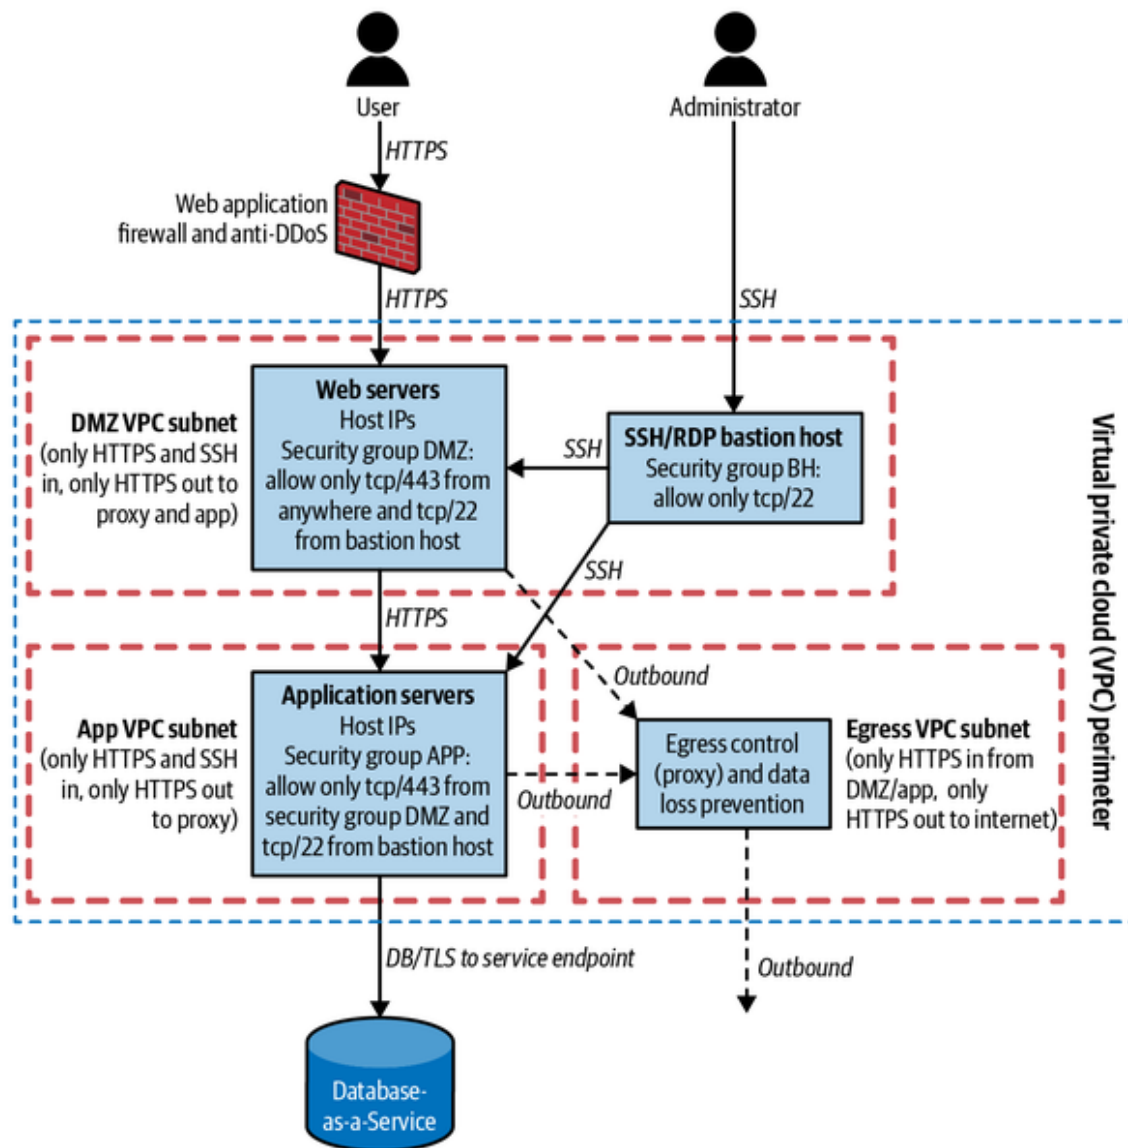 User
Administrator
HTTPS
Web application
firewall and anti-DDoS
HTTPS
SSH
DMZ VPC subnet
(only HTTPS and SSH
in, only HTTPS out to
proxy and app)
Web servers
Host IPs
Security group DMZ:
allow only tcp/443 from
anywhere and tcp/22
from bastion host
SSH
SSH/RDP bastion host
Security group BH:
allow only tcp/22
Virtual private cloud (VPC) perimeter
SSH
HTTPS
Outbound
App VPC subnet
(only HTTPS and SSH
in, only HTTPS out
to proxy)
Application servers
Host IPs
Security group APP:
allow only tcp/443 from
security group DMZ and
tcp/22 from bastion host
Outbound
Egress control
(proxy) and data
loss prevention
Egress VPC subnet
(only HTTPS in from
DMZ/app, only
HTTPS out to internet)
DB/TLS to service endpoint
Outbound
Database-
as-a-Service